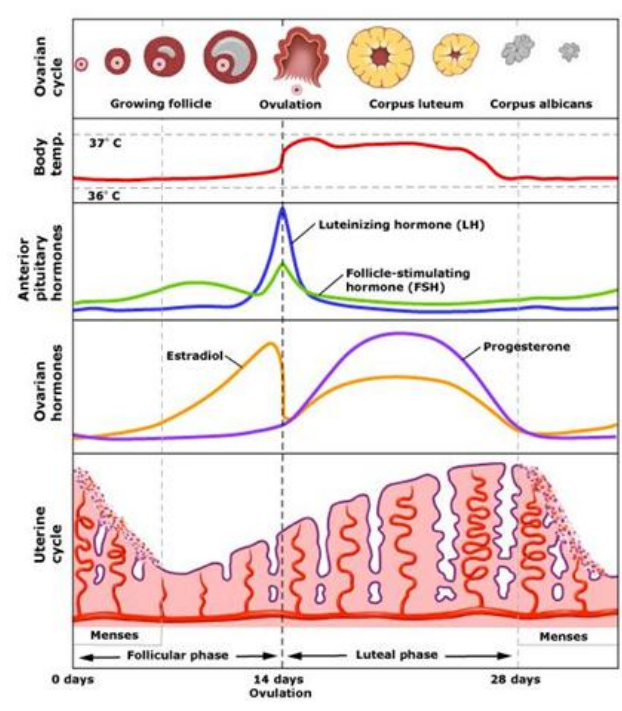 Ovarian
cycle
Growing follicle
Ovulation
Corpus luteum
Corpus albicans
Body
temp.
37° C
36° C
Anterior
pituitary
hormones
Luteinizing hormone (LH)
Follicle-stimulating
hormone (FSH)
Ovarian
hormones
Estradiol
Progesterone
Uterine
cycle
Menses
Menses
Follicular phase
Luteal phase
0 days
14 days
Ovulation
28 days